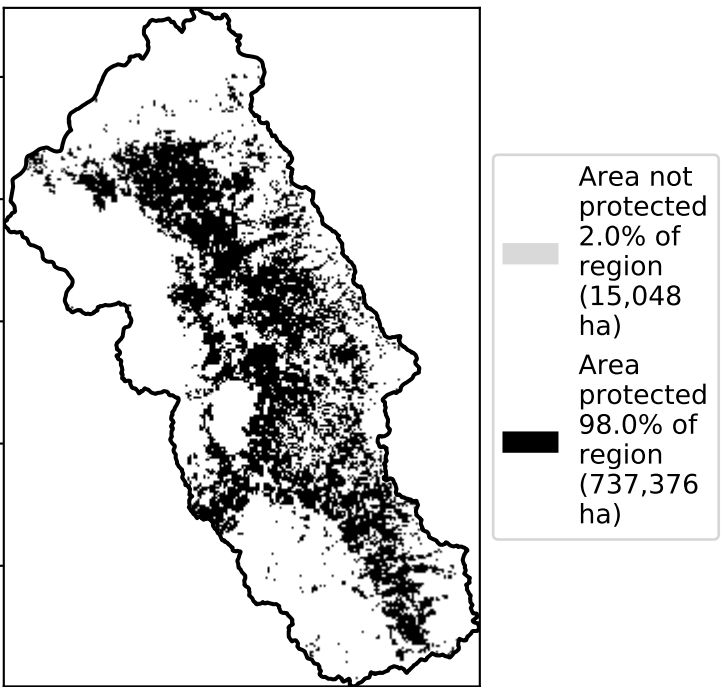 Area not
protected
2.0% of
region
(15,048
ha)
Area
protected
98.0% of
region
(737,376
ha)